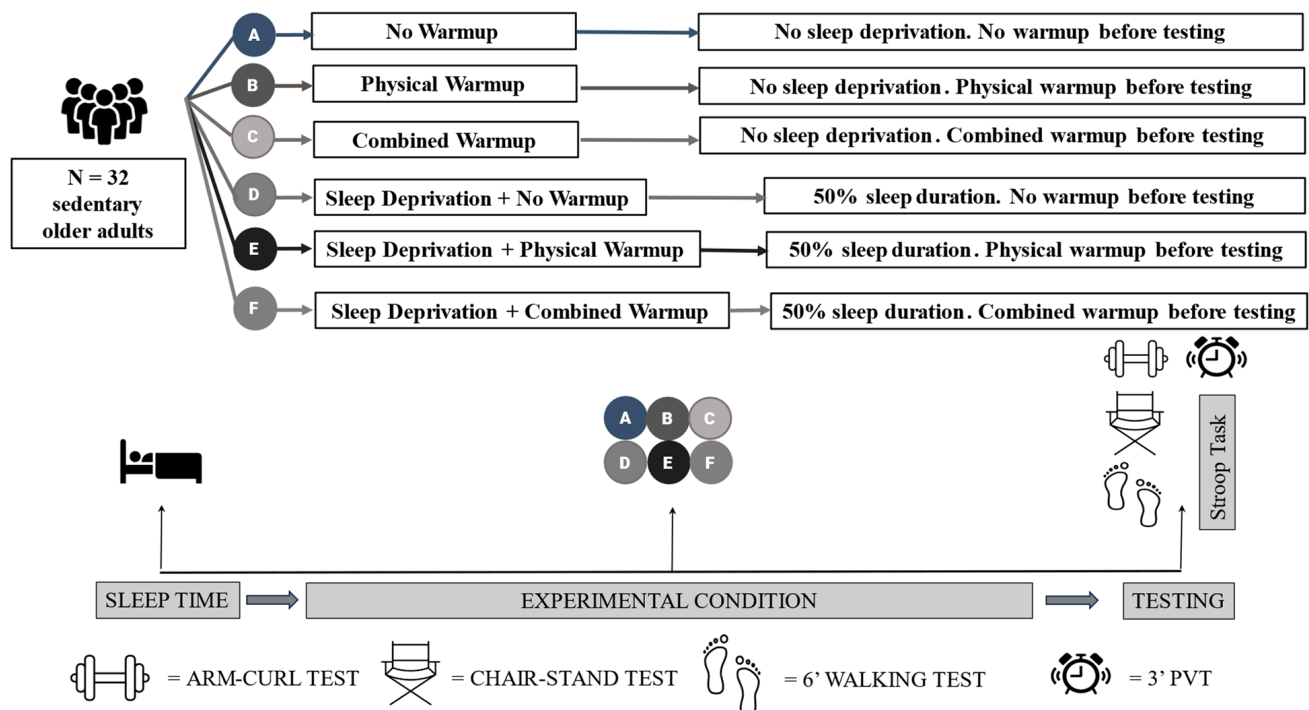 A
No Warmup
No sleep deprivation. No warmup before testing
B
Physical Warmup
No sleep deprivation. Physical warmup before testing
C
Combined Warmup
No sleep deprivation. Combined warmup before testing
N = 32
sedentary
older adults
D
Sleep Deprivation + No Warmup
50% sleep duration. No warmup before testing
E
Sleep Deprivation + Physical Warmup
50% sleep duration. Physical warmup before testing
F
Sleep Deprivation + Combined Warmup
50% sleep duration. Combined warmup before testing
A B C
D E F
Stroop Task
SLEEP TIME
EXPERIMENTAL CONDITION
TESTING
= ARM-CURL TEST
= CHAIR-STAND TEST
= 6' WALKING TEST
= 3' PVT